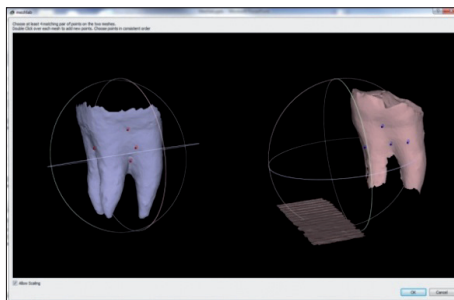 Choose at least 4 matching pair of points on the two meshes.
Double Click over each mesh to add new points. Choose points in consistent order
Allow Scaling
OK
Cancel